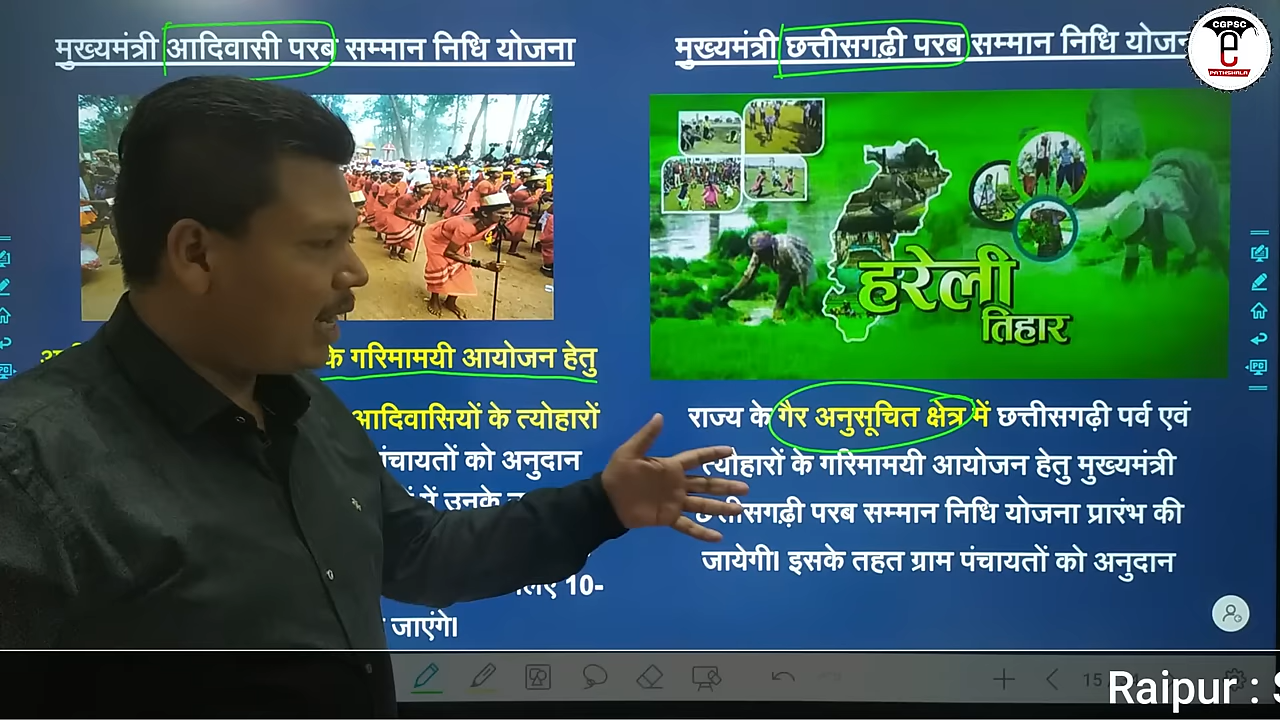 मुख्यमंत्री आदिवासी परब सम्मान निधि योजना
मुख्यमंत्री छत्तीसगढ़ी परब सम्मान निधि
CGPSC
e
PATHSHALA
हरेली
तिहार
के गरिमामयी आयोजन हेतु
आदिवासियों के त्योहारों
पंचायतों को अनुदान
में उनके
10-
जाएंगे।
राज्य के गैर अनुसूचित क्षेत्र में छत्तीसगढ़ी पर्व एवं
त्योहारों के गरिमामयी आयोजन हेतु मुख्यमंत्री
छत्तीसगढ़ी परब सम्मान निधि योजना प्रारंभ की
जायेगी। इसके तहत ग्राम पंचायतों को अनुदान
15
Raipur :